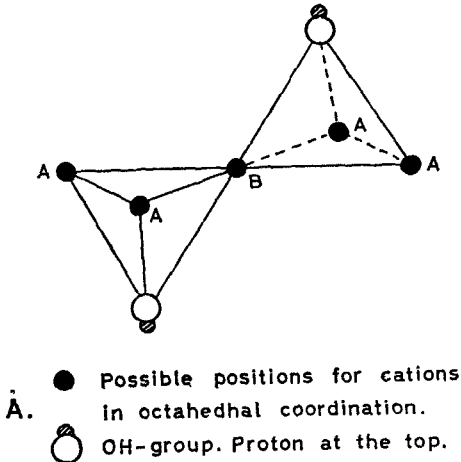 A
A
B
A
A
Possible positions for cations
A. in octahedhal coordination.
OH-group. Proton at the top.